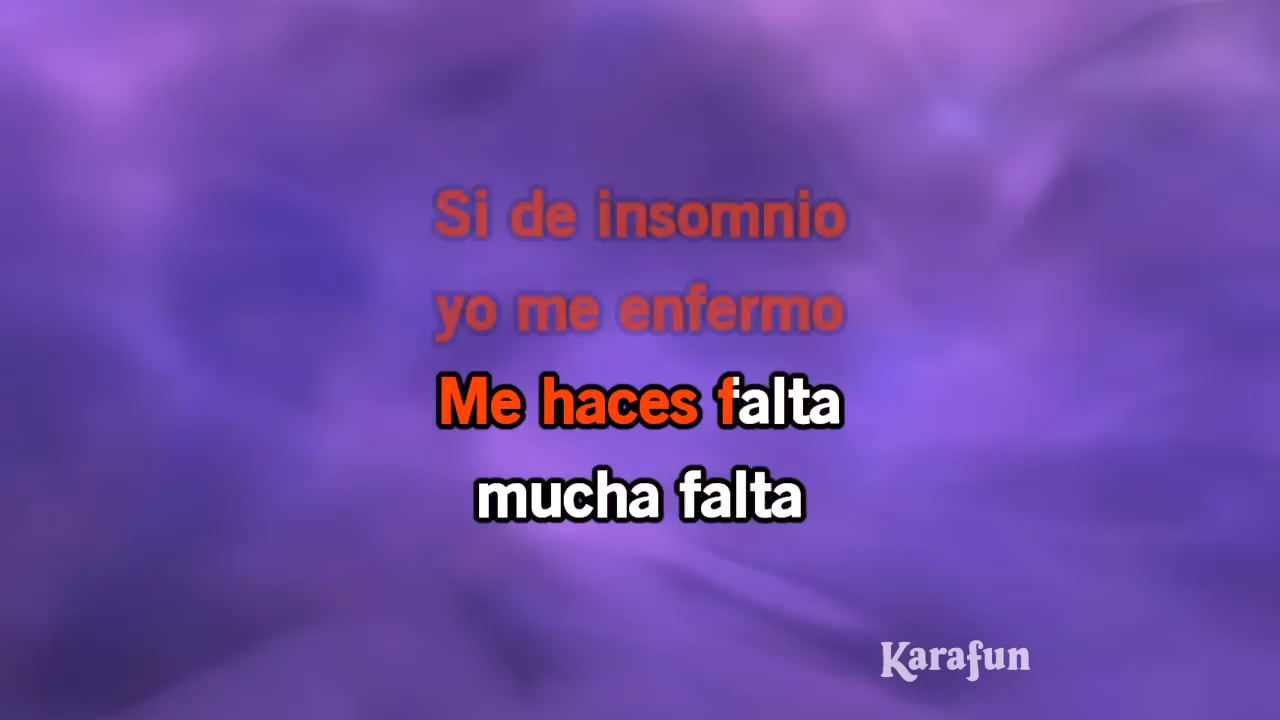 Si de insomnio
yo me enfermo
Me haces falta
mucha falta
Karafun